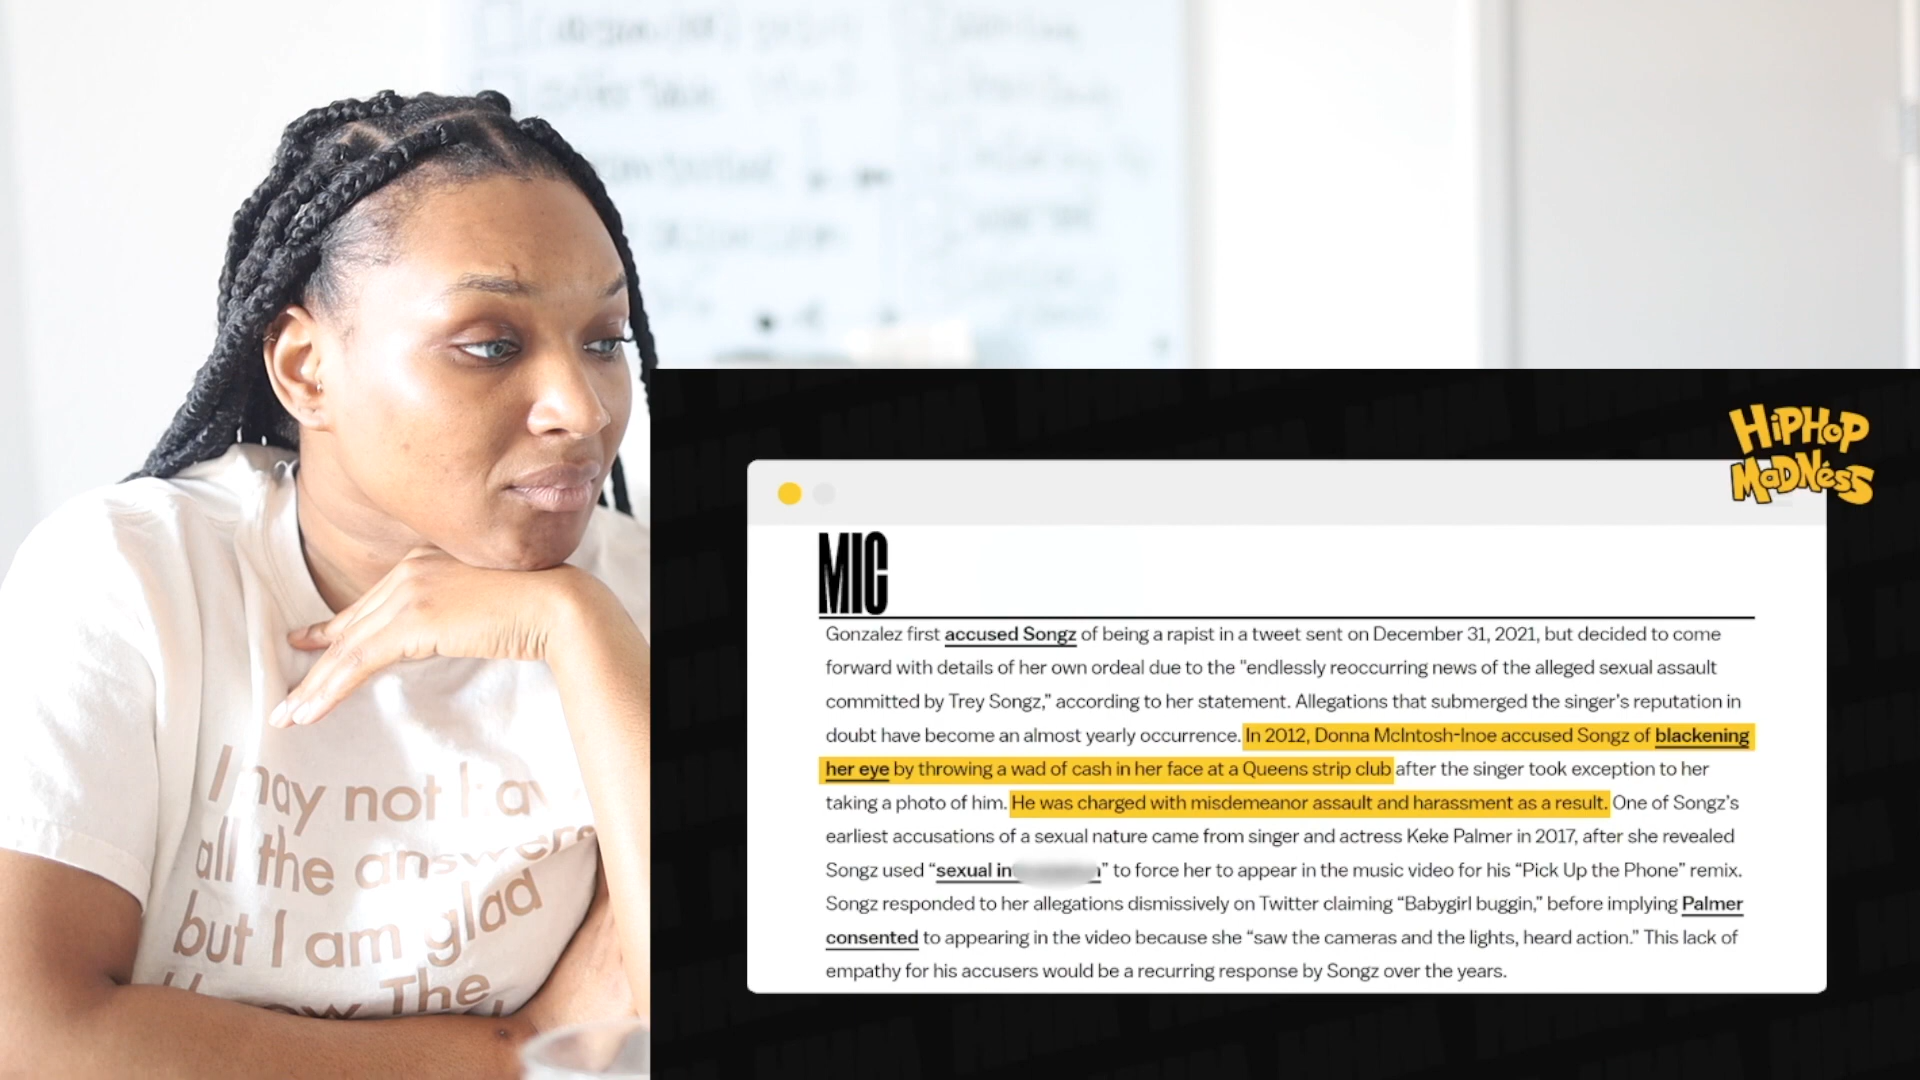 HiPHoP
MaDNéss
MIC
Gonzalez first accused Songz of being a rapist in a tweet sent on December 31, 2021, but decided to come
forward with details of her own ordeal due to the "endlessly reoccurring news of the alleged sexual assault
committed by Trey Songz,” according to her statement. Allegations that submerged the singer’s reputation in
doubt have become an almost yearly occurrence. In 2012, Donna McIntosh-Inoe accused Songz of blackening
her eye by throwing a wad of cash in her face at a Queens strip club after the singer took exception to her
taking a photo of him. He was charged with misdemeanor assault and harassment as a result. One of Songz’s
earliest accusations of a sexual nature came from singer and actress Keke Palmer in 2017, after she revealed
Songz used “sexual ” to force her to appear in the music video for his “Pick Up the Phone” remix.
Songz responded to her allegations dismissively on Twitter claiming “Babygirl buggin,” before implying Palmer
consented to appearing in the video because she “saw the cameras and the lights, heard action.” This lack of
empathy for his accusers would be a recurring response by Songz over the years.
I may not
all the answers
but I am glad
The